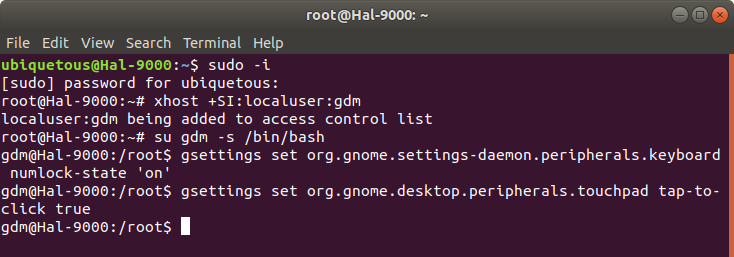 root@Hal-9000: ~
File Edit View Search Terminal Help
ubiquetous@Hal-9000:~$ sudo -i
[sudo] password for ubiquetous:
root@Hal-9000:~# xhost +SI:localuser:gdm
localuser:gdm being added to access control list
root@Hal-9000:~# su gdm -s /bin/bash
gdm@Hal-9000:/root$ gsettings set org.gnome.settings-daemon.peripherals.keyboard
 numlock-state 'on'
gdm@Hal-9000:/root$ gsettings set org.gnome.desktop.peripherals.touchpad tap-to-
click true
gdm@Hal-9000:/root$